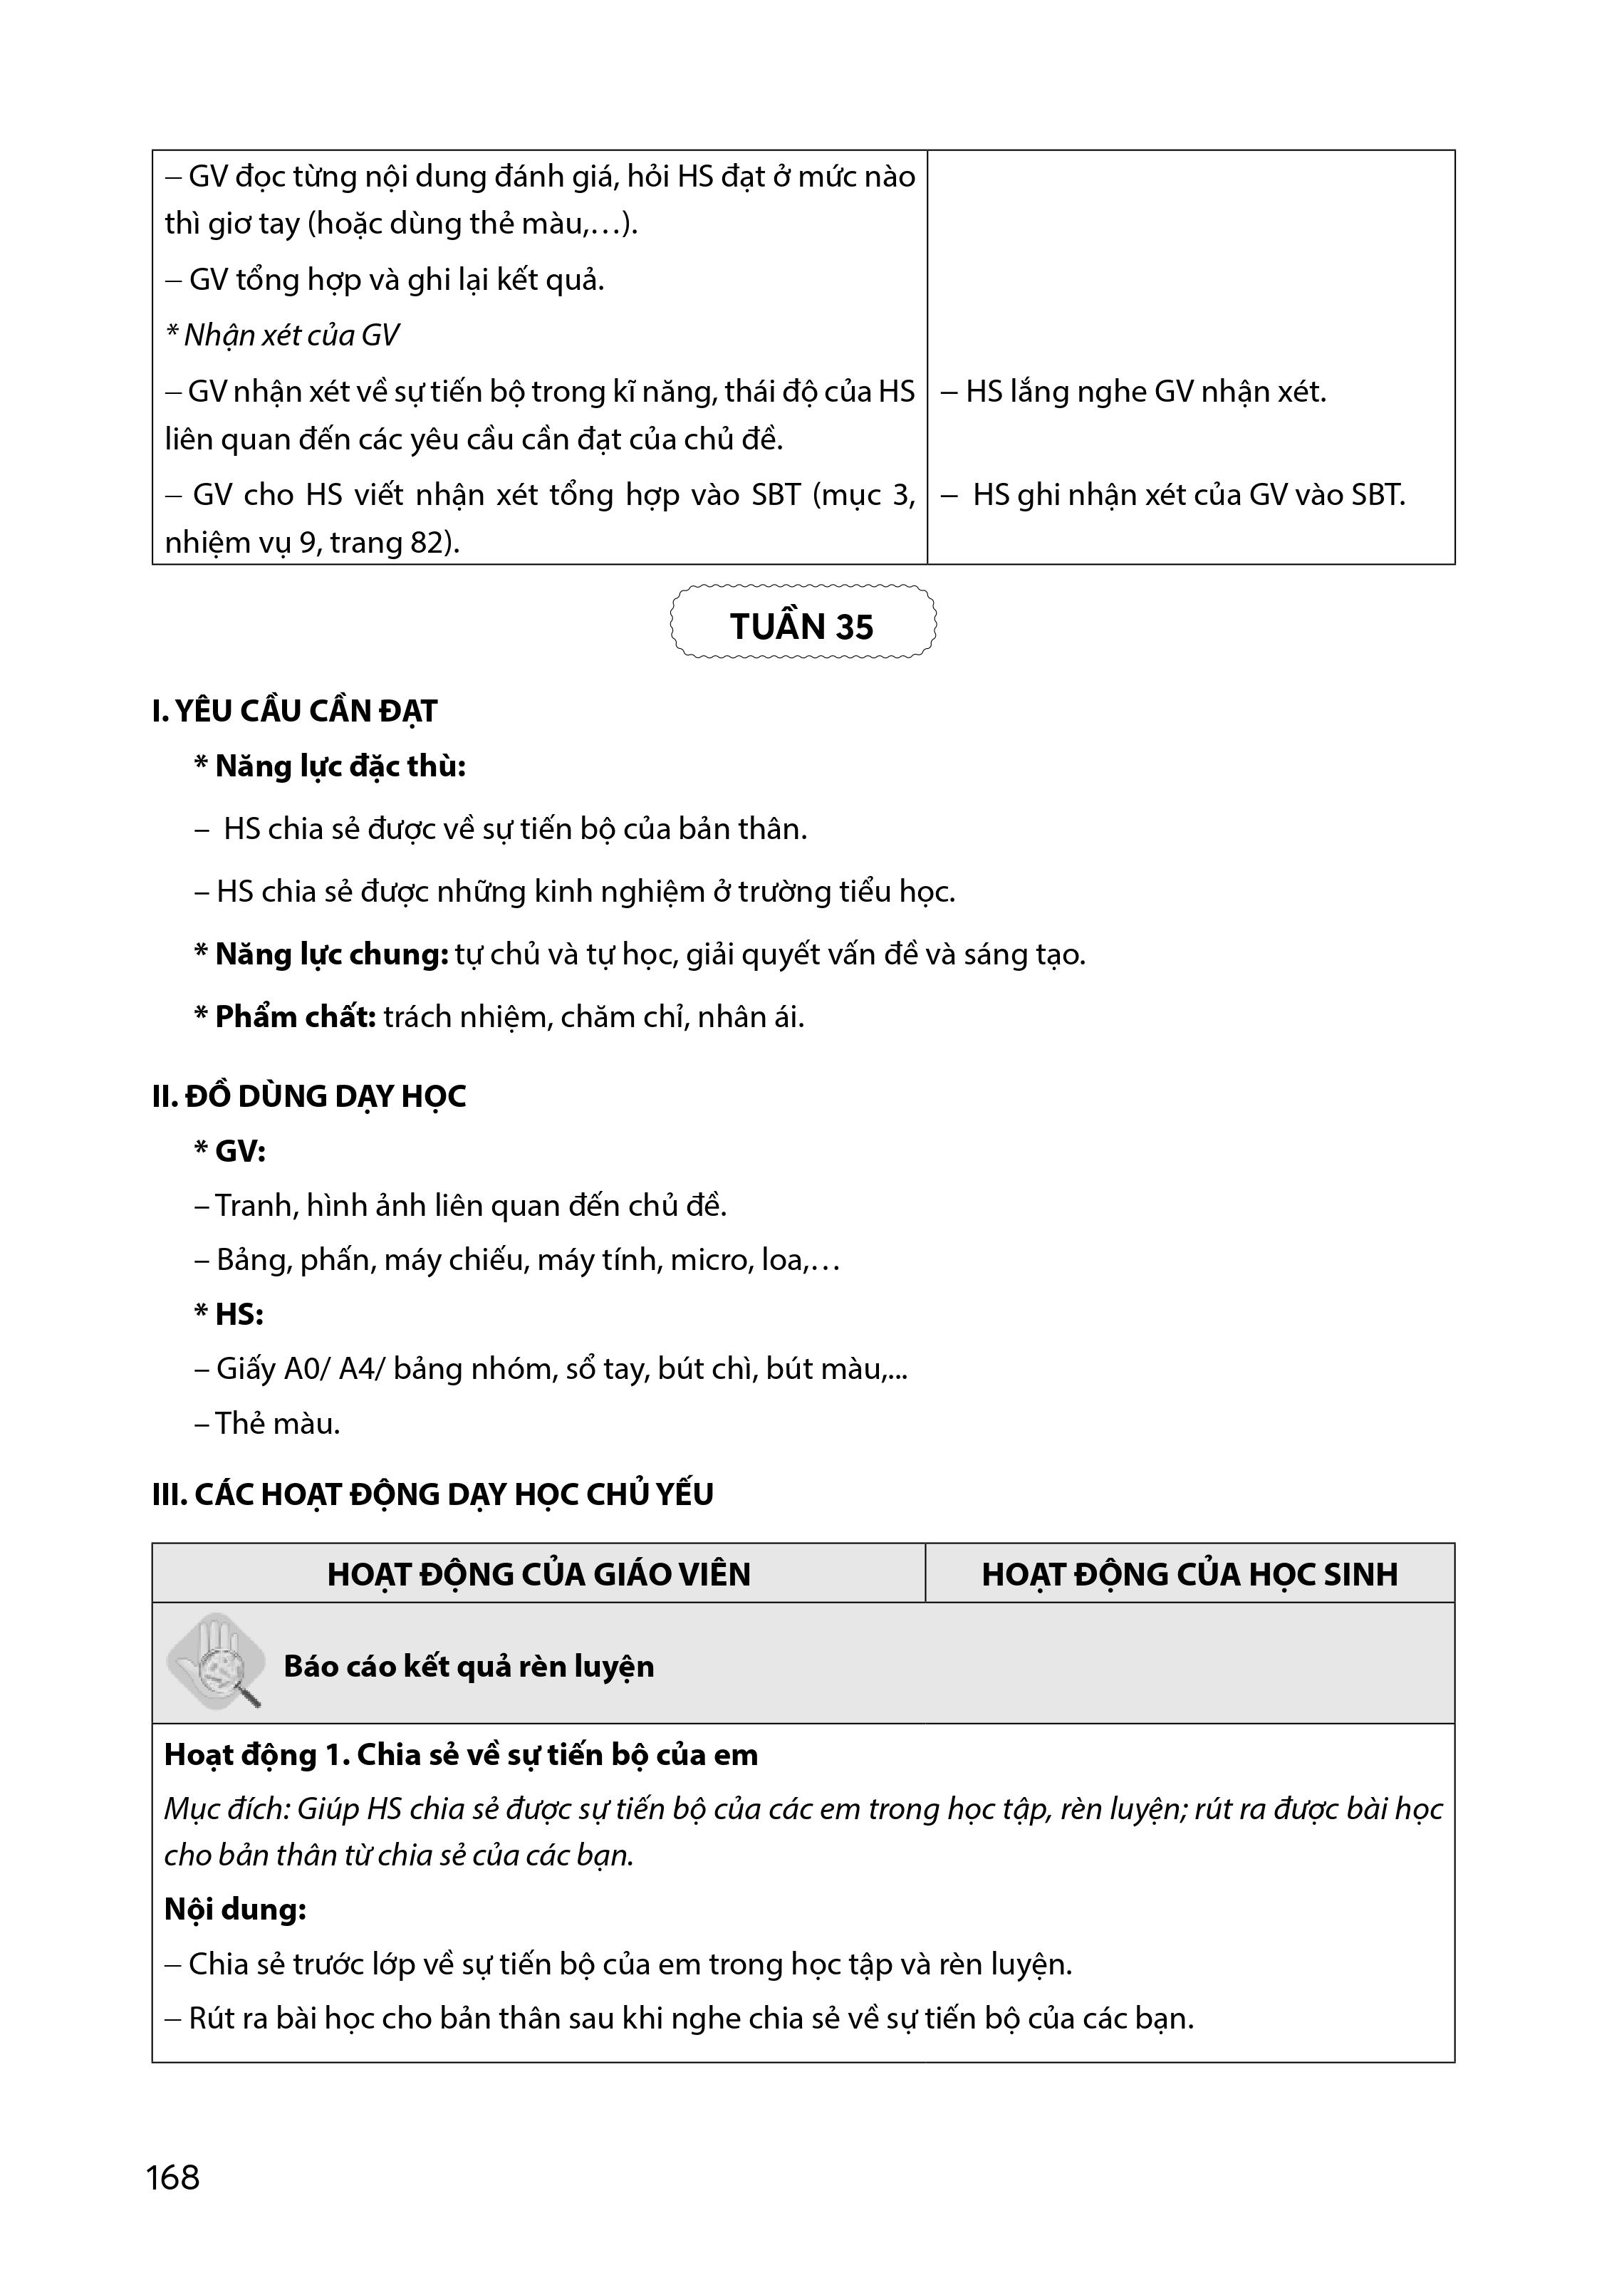 – GV đọc từng nội dung đánh giá, hỏi HS đạt ở mức nào
thì giơ tay (hoặc dùng thẻ màu,…).
– GV tổng hợp và ghi lại kết quả.
* Nhận xét của GV
– GV nhận xét về sự tiến bộ trong kĩ năng, thái độ của HS
liên quan đến các yêu cầu cần đạt của chủ đề.
– HS lắng nghe GV nhận xét.
– GV cho HS viết nhận xét tổng hợp vào SBT (mục 3,
nhiệm vụ 9, trang 82).
– HS ghi nhận xét của GV vào SBT.
TUẦN 35
I. YÊU CẦU CẦN ĐẠT
* Năng lực đặc thù:
– HS chia sẻ được về sự tiến bộ của bản thân.
– HS chia sẻ được những kinh nghiệm ở trường tiểu học.
* Năng lực chung: tự chủ và tự học, giải quyết vấn đề và sáng tạo.
* Phẩm chất: trách nhiệm, chăm chỉ, nhân ái.
II. ĐỒ DÙNG DẠY HỌC
* GV:
– Tranh, hình ảnh liên quan đến chủ đề.
– Bảng, phấn, máy chiếu, máy tính, micro, loa,…
* HS:
– Giấy A0/ A4/ bảng nhóm, sổ tay, bút chì, bút màu,...
– Thẻ màu.
III. CÁC HOẠT ĐỘNG DẠY HỌC CHỦ YẾU
HOẠT ĐỘNG CỦA GIÁO VIÊN
HOẠT ĐỘNG CỦA HỌC SINH
Báo cáo kết quả rèn luyện
Hoạt động 1. Chia sẻ về sự tiến bộ của em
Mục đích: Giúp HS chia sẻ được sự tiến bộ của các em trong học tập, rèn luyện; rút ra được bài học
cho bản thân từ chia sẻ của các bạn.
Nội dung:
– Chia sẻ trước lớp về sự tiến bộ của em trong học tập và rèn luyện.
– Rút ra bài học cho bản thân sau khi nghe chia sẻ về sự tiến bộ của các bạn.
168